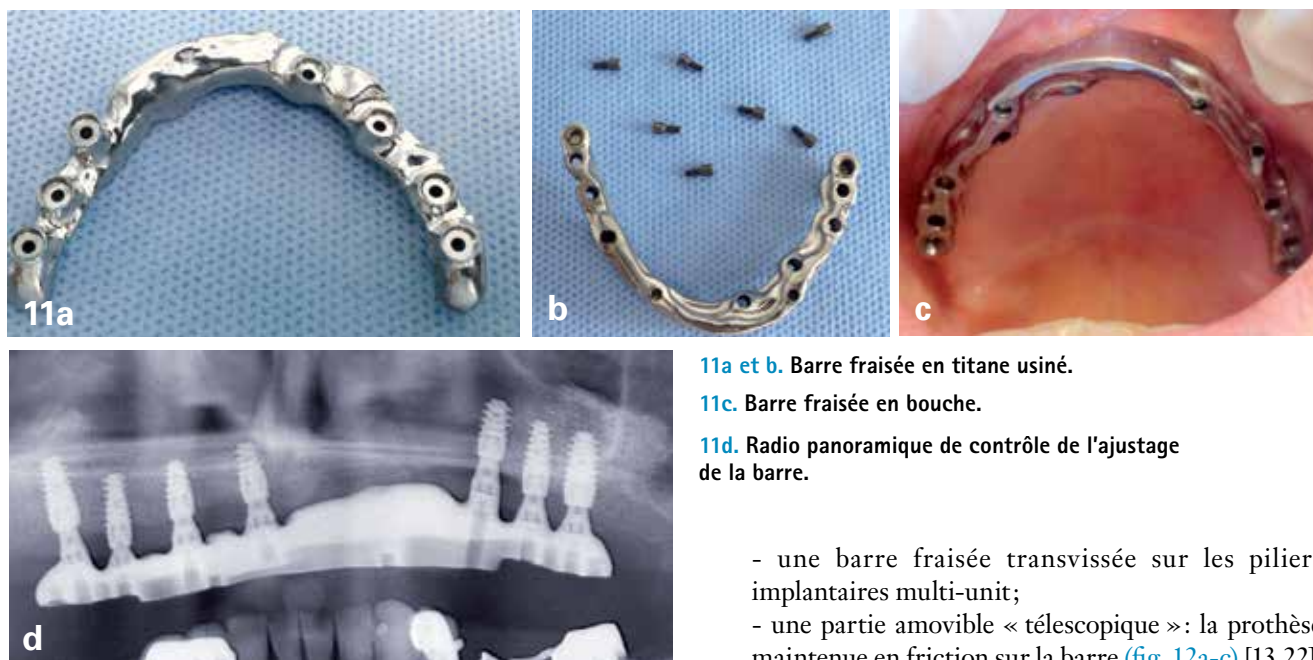 11a
b
c
d
11a et b. Barre fraisée en titane usiné.
11c. Barre fraisée en bouche.
11d. Radio panoramique de contrôle de l'ajustage
de la barre.
- une barre fraisée transvissée sur les pilier
implantaires multi-unit;
- une partie amovible « télescopique »: la prothèse
maintenue en friction sur la barre (fig. 12a-c) [13,22]